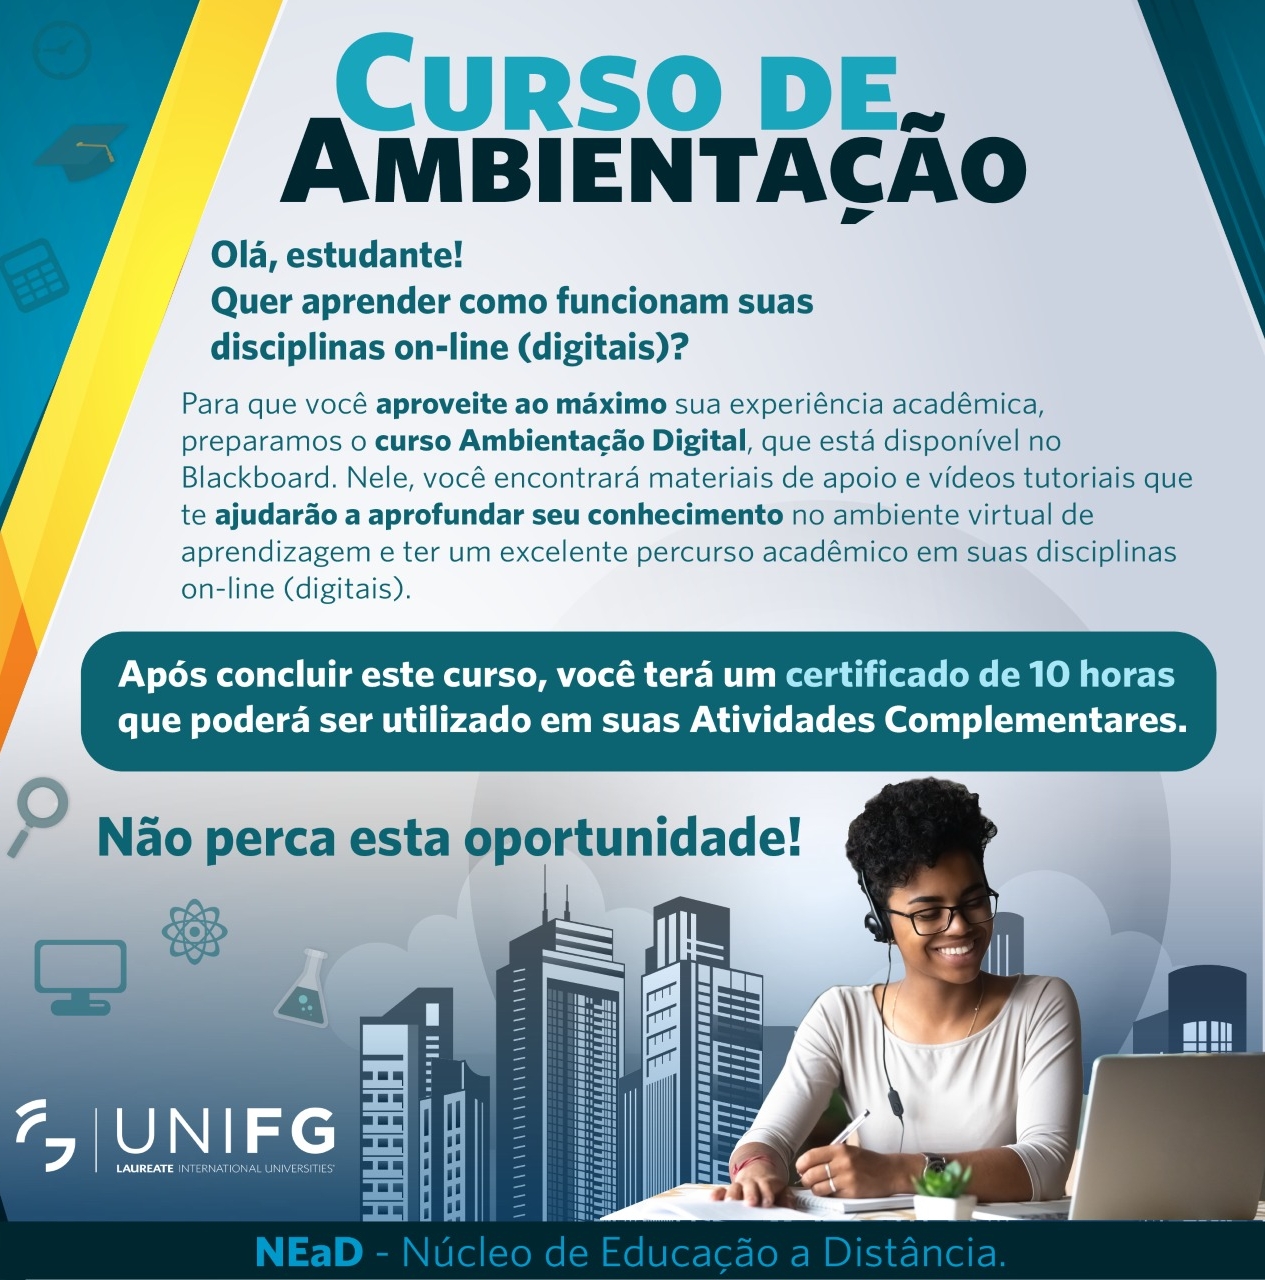 CURSO DE
AMBIENTAÇÃO
Olá, estudante!
Quer aprender como funcionam suas
disciplinas on-line (digitais)?
Para que você aproveite ao máximo sua experiência acadêmica,
preparamos o curso Ambientação Digital, que está disponível no
Blackboard. Nele, você encontrará materiais de apoio e vídeos tutoriais que
te ajudarão a aprofundar seu conhecimento no ambiente virtual de
aprendizagem e ter um excelente percurso acadêmico em suas disciplinas
on-line (digitais).
Após concluir este curso, você terá um certificado de 10 horas
que poderá ser utilizado em suas Atividades Complementares.
Não perca esta oportunidade!
UNIFG
LAUREATE INTERNATIONAL UNIVERSITIES
NEaD - Núcleo de Educação a Distância.